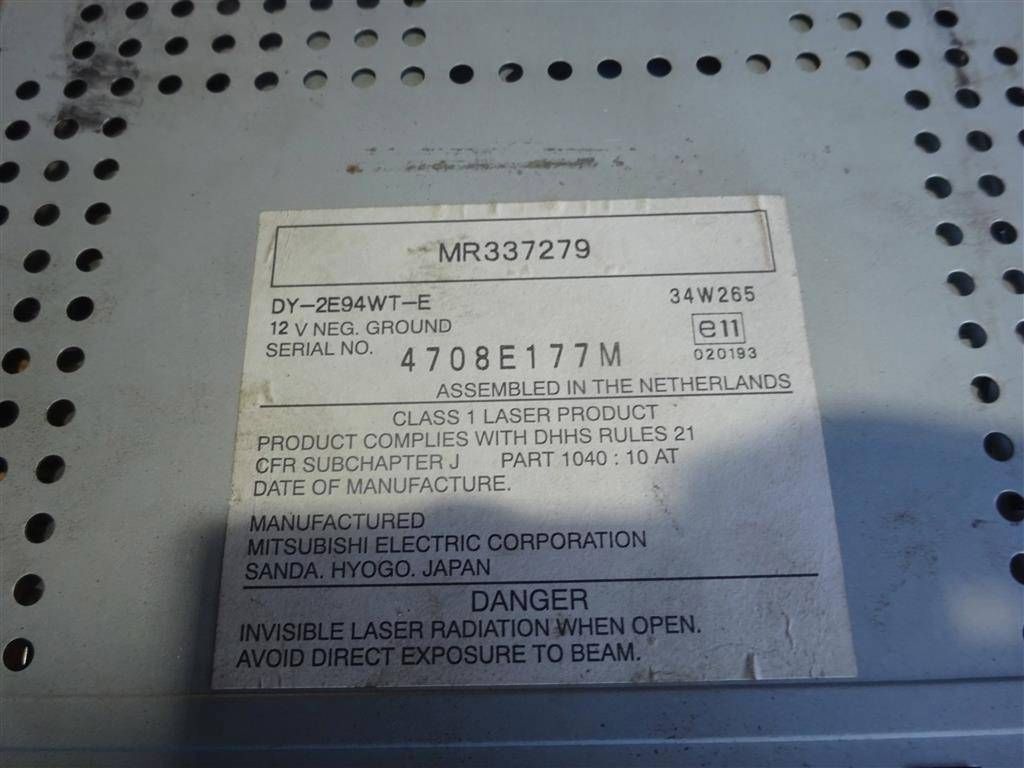 MR337279
DY-2E94WT-E 34W265
12 V NEG. GROUND e11
SERIAL NO. 4708E177M 020193
ASSEMBLED IN THE NETHERLANDS
CLASS 1 LASER PRODUCT
PRODUCT COMPLIES WITH DHHS RULES 21
CFR SUBCHAPTER J PART 1040 : 10 AT
DATE OF MANUFACTURE.
MANUFACTURED
MITSUBISHI ELECTRIC CORPORATION
SANDA. HYOGO. JAPAN
DANGER
INVISIBLE LASER RADIATION WHEN OPEN.
AVOID DIRECT EXPOSURE TO BEAM.